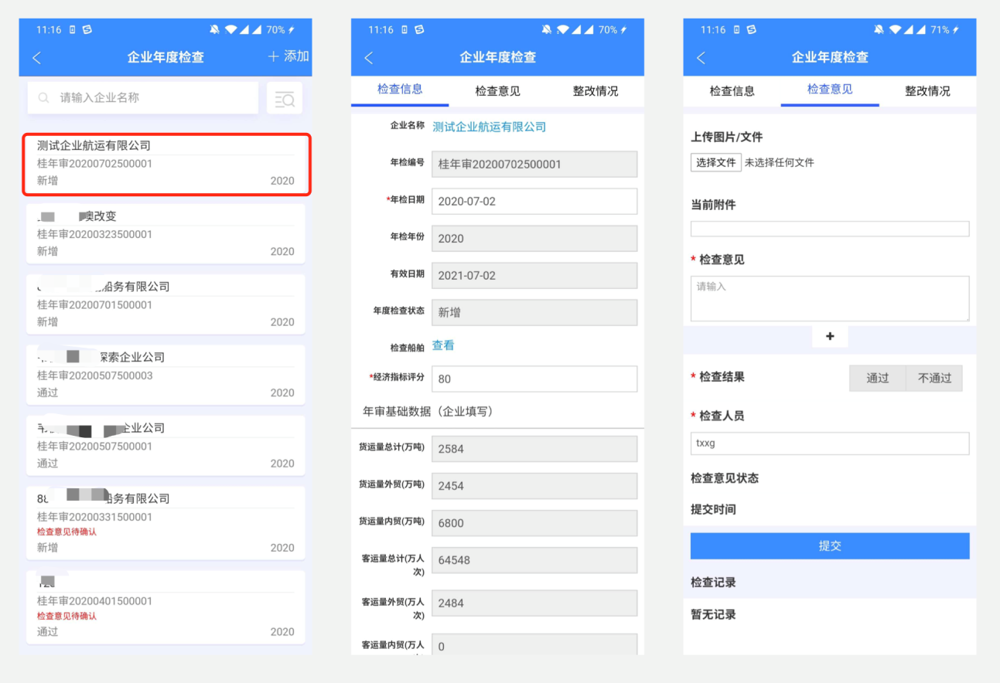 11:16
70%
企业年度检查
+ 添加
请输入企业名称
测试企业航运有限公司
桂年审20200702500001
新增 2020
奥改变
桂年审20200323500001
新增 2020
船务有限公司
桂年审20200701500001
新增 2020
探索企业公司
桂年审20200507500003
通过 2020
企业公司
桂年审20200507500001
通过 2020
船务有限公司
桂年审20200331500001
检查意见待确认
新增 2020
桂年审20200401500001
检查意见待确认
通过 2020
11:16
70%
企业年度检查
检查信息 检查意见 整改情况
企业名称 测试企业航运有限公司
年检编号 桂年审20200702500001
*年检日期 2020-07-02
年检年份 2020
有效日期 2021-07-02
年度检查状态 新增
检查船舶 查看
*经济指标评分 80
年审基础数据（企业填写）
货运量总计(万吨) 2584
货运量外贸(万吨) 2454
货运量内贸(万吨) 6800
客运量总计(万人
次) 64548
客运量外贸(万人
次) 2484
客运量内贸(万人 0
11:16
71%
企业年度检查
检查信息 检查意见 整改情况
上传图片/文件
选择文件 未选择任何文件
当前附件
* 检查意见
请输入
+
* 检查结果 通过 不通过
* 检查人员
txxg
检查意见状态
提交时间
提交
检查记录
暂无记录